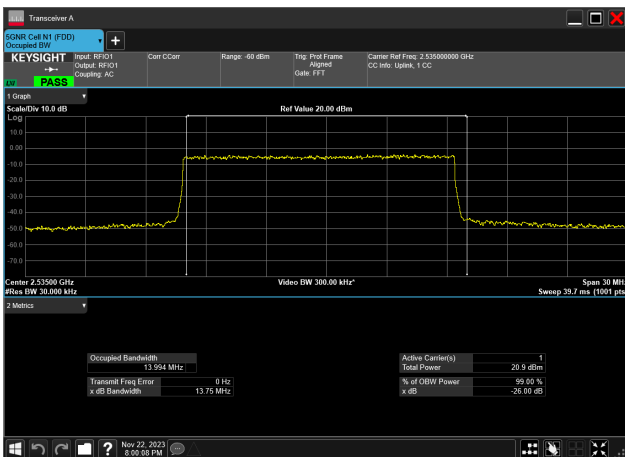 Transceiver A
5GNR Cell N1 (FDD)
Occupied BW
KEYSIGHT
Input: RFIO1
Output: RFIO1
Coupling: AC
Corr CCorr
Range: -60 dBm
Trig: Prot Frame
Aligned
Gate: FFT
Carrier Ref Freq: 2.535000000 GHz
CC Info: Uplink, 1 CC
PASS
1 Graph
Scale/Div 10.0 dB
Ref Value 20.00 dBm
Log
10.0
0.00
-10.0
-20.0
-30.0
-40.0
-50.0
-60.0
-70.0
Center 2.53500 GHz
Video BW 300.00 kHz*
Span 30 MHz
#Res BW 30.000 kHz
Sweep 39.7 ms (1001 pts
2 Metrics
Occupied Bandwidth
13.994 MHz
Transmit Freq Error 0 Hz
x dB Bandwidth 13.75 MHz
Active Carrier(s) 1
Total Power 20.9 dBm
% of OBW Power 99.00 %
x dB -26.00 dB
Nov 22, 2023
8:00:08 PM